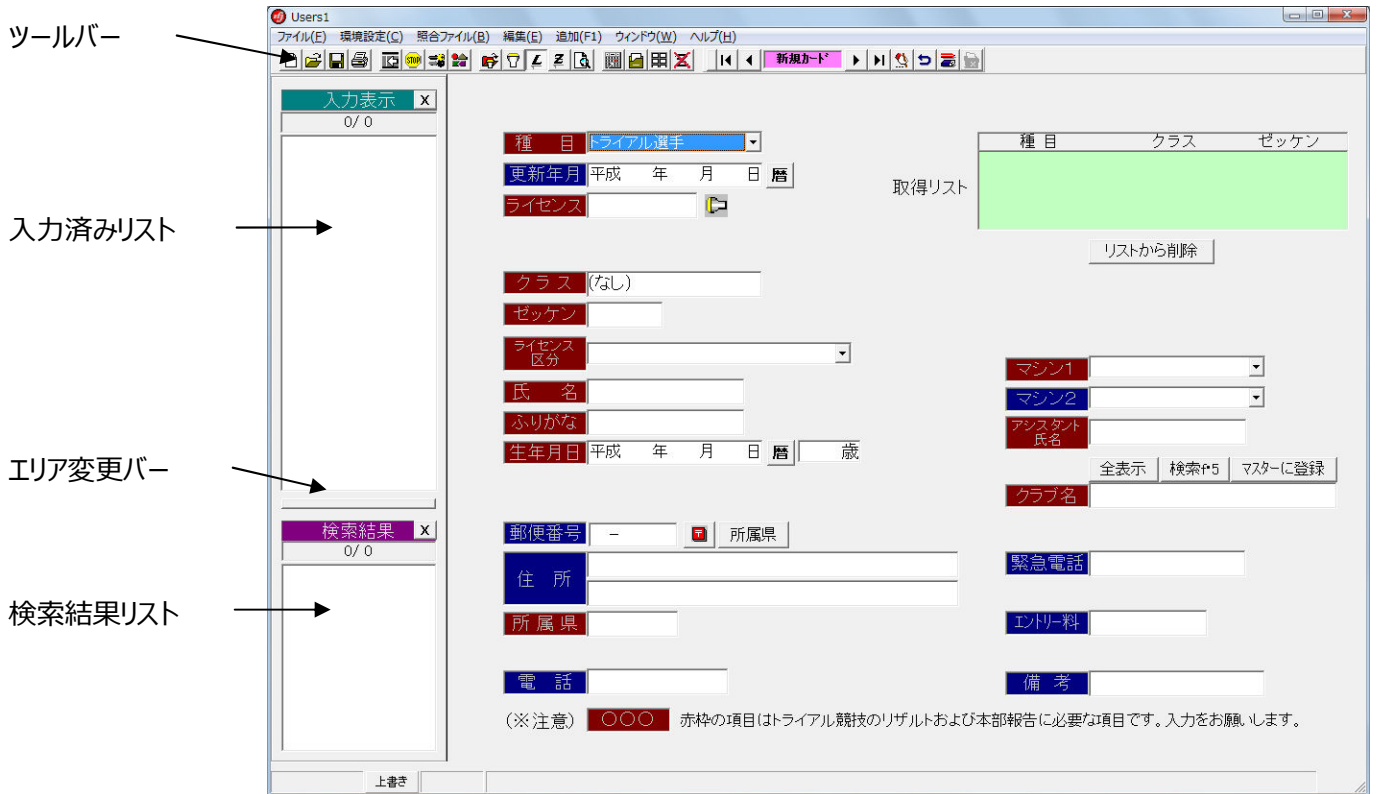 Users1
ファイル(F) 環境設定(C) 照合ファイル(B) 編集(E) 追加(F1) ウィンドウ(W) ヘルプ(H)
ツールバー
STOP
新規カード
入力表示 X
0/ 0
入力済みリスト
エリア変更バー
検索結果 X
0/ 0
検索結果リスト
種 目 トライアル選手
更新年月 平成 年 月 日 暦
ライセンス
取得リスト
種 目 クラス ゼッケン
リストから削除
クラス (なし)
ゼッケン
ライセンス
区分
氏 名
ふりがな
生年月日 平成 年 月 日 暦 歳
マシン1
マシン2
アシスタント
氏名
全表示 検索f・5 マスターに登録
クラブ名
郵便番号 － 所属県
住 所
所属県
電 話
緊急電話
エントリー料
備 考
(※注意) ○○○ 赤枠の項目はトライアル競技のリザルトおよび本部報告に必要な項目です。入力をお願いします。
上書き